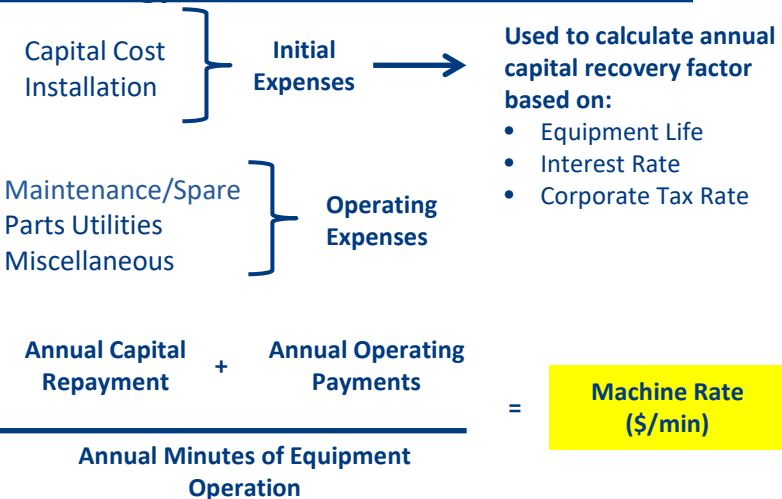 Capital Cost
Installation
Initial
Expenses
Used to calculate annual
capital recovery factor
based on:
• Equipment Life
• Interest Rate
• Corporate Tax Rate
Maintenance/Spare
Parts Utilities
Miscellaneous
Operating
Expenses
Annual Capital
Repayment
+
Annual Operating
Payments
Annual Minutes of Equipment
Operation
=
Machine Rate
($/min)